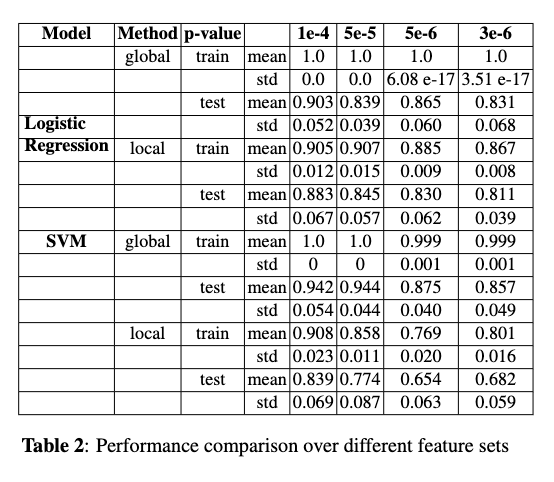 Model Method p-value 1e-4 5e-5 5e-6 3e-6
global train mean 1.0 1.0 1.0 1.0
std 0.0 0.0 6.08 e-17 3.51 e-17
test mean 0.903 0.839 0.865 0.831
Logistic std 0.052 0.039 0.060 0.068
Regression local train mean 0.905 0.907 0.885 0.867
std 0.012 0.015 0.009 0.008
test mean 0.883 0.845 0.830 0.811
std 0.067 0.057 0.062 0.039
SVM global train mean 1.0 1.0 0.999 0.999
std 0 0 0.001 0.001
test mean 0.942 0.944 0.875 0.857
std 0.054 0.044 0.040 0.049
local train mean 0.908 0.858 0.769 0.801
std 0.023 0.011 0.020 0.016
test mean 0.839 0.774 0.654 0.682
std 0.069 0.087 0.063 0.059
Table 2: Performance comparison over different feature sets